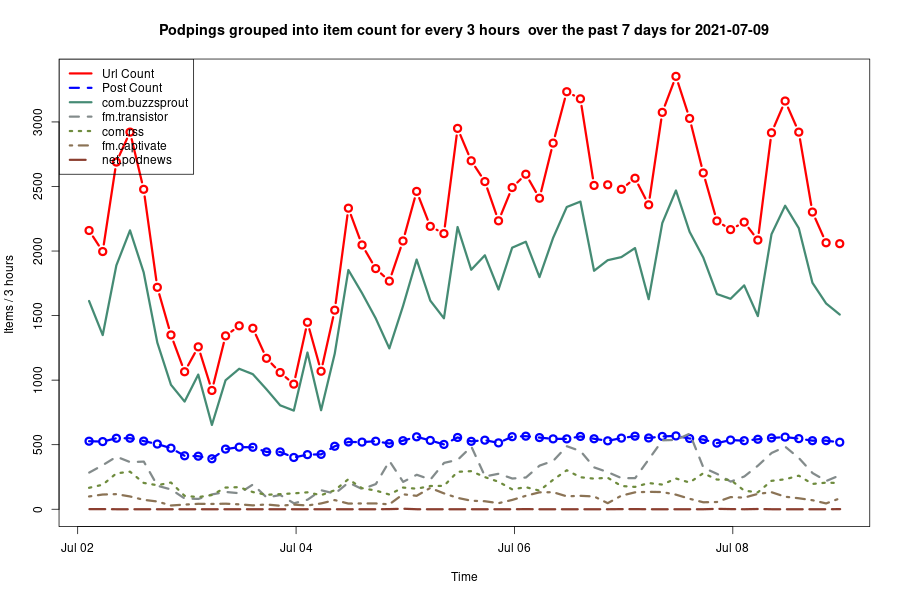 Podpings grouped into item count for every 3 hours  over the past 7 days for 2021-07-09
Url Count
Post Count
com.buzzsprout
fm.transistor
fm.captivate
net.podnews
Items / 3 hours
3000
2500
2000
1500
1000
500
0
Jul 02
Jul 04
Jul 06
Jul 08
Time